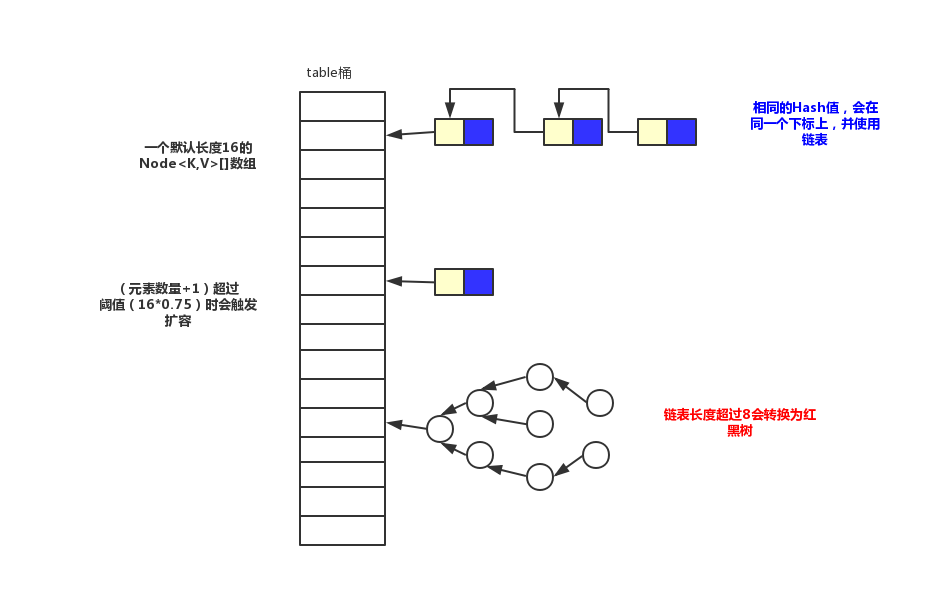 table桶
相同的Hash值，会在
同一个下标上，并使用
链表
一个默认长度16的
Node<K,V>[]数组
（元素数量+1）超过
阈值（16*0.75）时会触发
扩容
链表长度超过8会转换为红
黑树